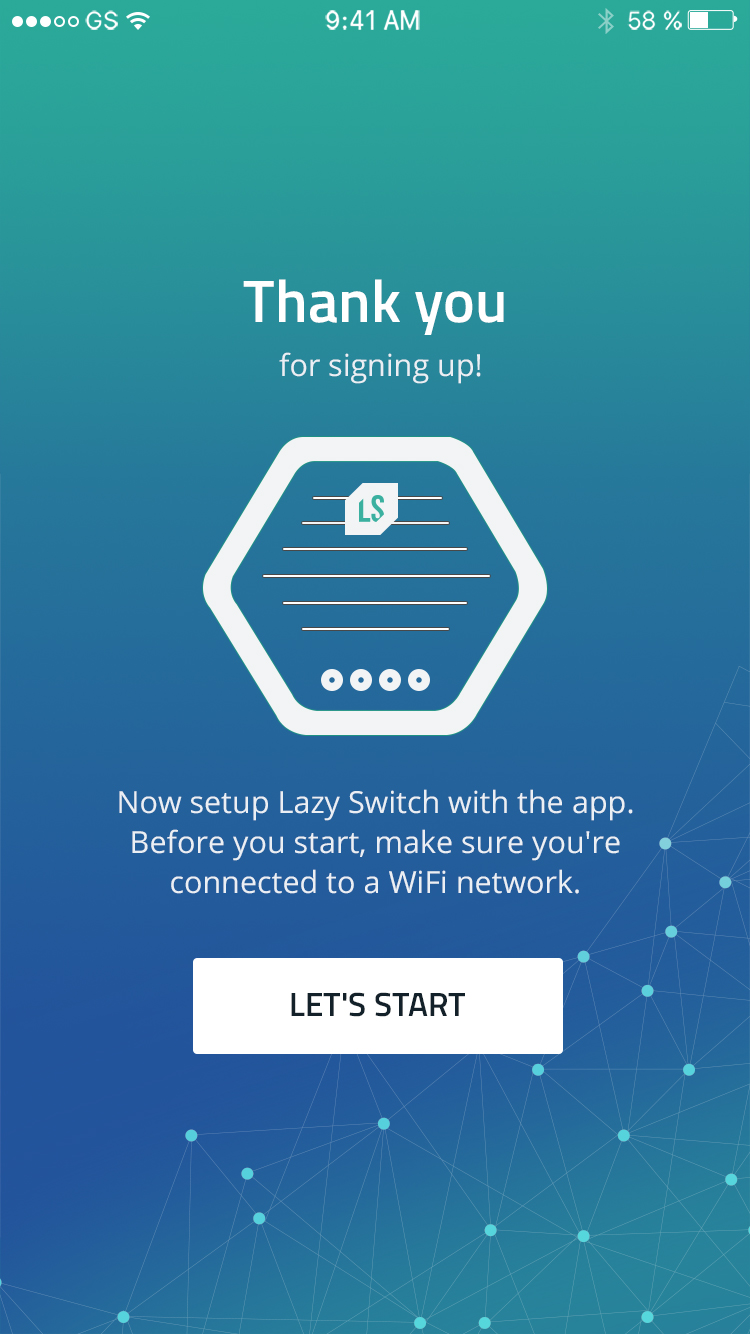 GS 9:41 AM 58 %
Thank you
for signing up!
LS
Now setup Lazy Switch with the app.
Before you start, make sure you're
connected to a WiFi network.
LET'S START